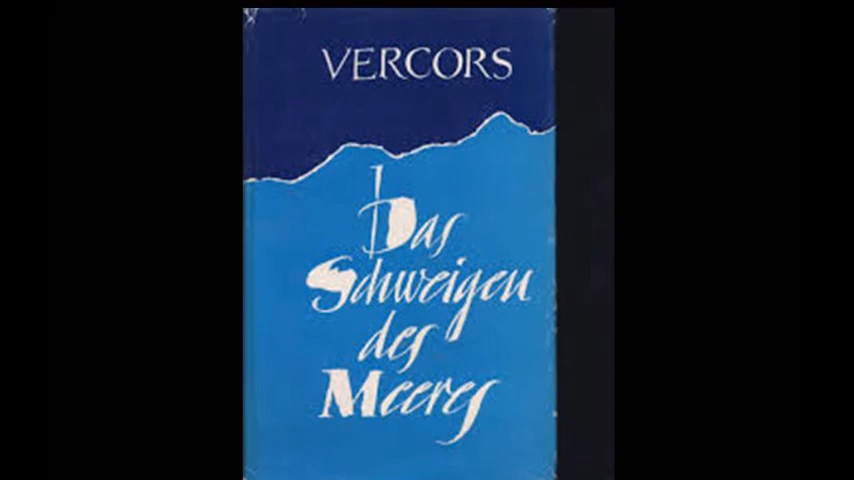 VERCORS
Das
Schweigen
des
Meeres